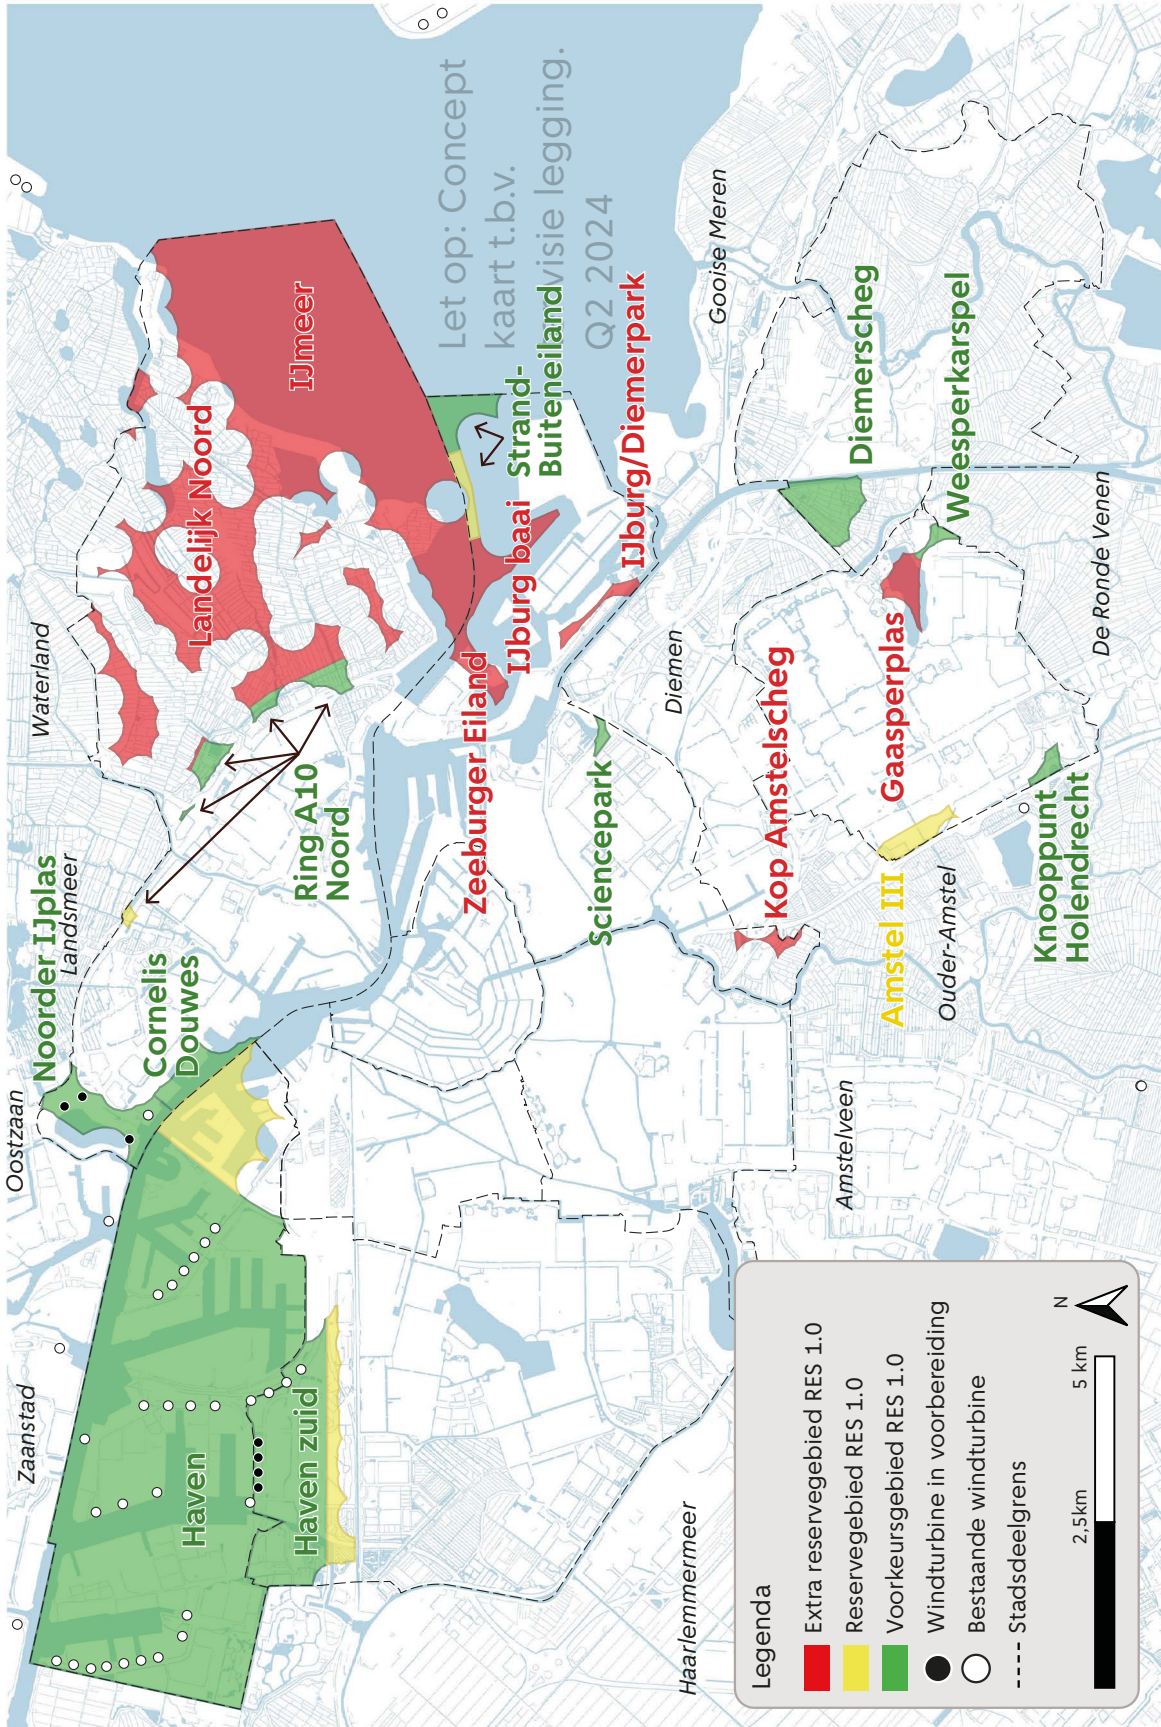 Oostzaan
Zaanstad
Noorder IJplas
Landsmeer
Waterland
Cornelis
Douwes
Landelijk Noord
Haven
Ring A10
Noord
IJmeer
Haven zuid
Let op: Concept
kaart t.b.v.
visie legging.
Q2 2024
Zeeburger Eiland
IJburg baai
Strand-
Buiteneiland
IJburg/Diemerpark
Sciencepark
Diemen
Gooise Meren
Haarlemmermeer
Kop Amstelscheg
Diemerscheg
Amstelveen
Amstel III
Gaasperplas
Weesperkarspel
Ouder-Amstel
Knooppunt
Holendrecht
De Ronde Venen
Legenda
Extra reservegebied RES 1.0
Reservegebied RES 1.0
Voorkeursgebied RES 1.0
Windturbine in voorbereiding
Bestaande windturbine
Stadsdeelgrens
2,5km
5 km
N